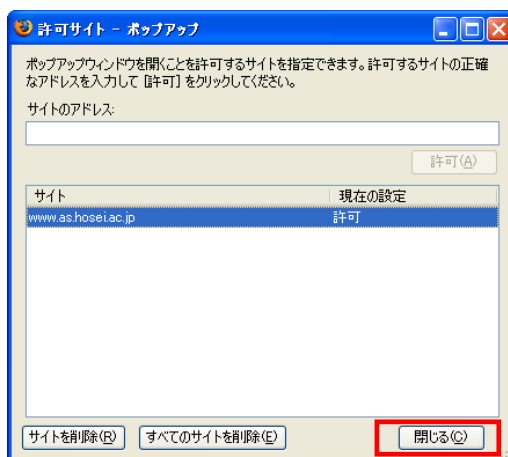 許可サイト - ポップアップ
ポップアップウィンドウを開くことを許可するサイトを指定できます。許可するサイトの正確
なアドレスを入力して [許可] をクリックしてください。
サイトのアドレス:
許可(A)
サイト 現在の設定
www.as.hosei.ac.jp 許可
サイトを削除(R) すべてのサイトを削除(E) 閉じる(C)